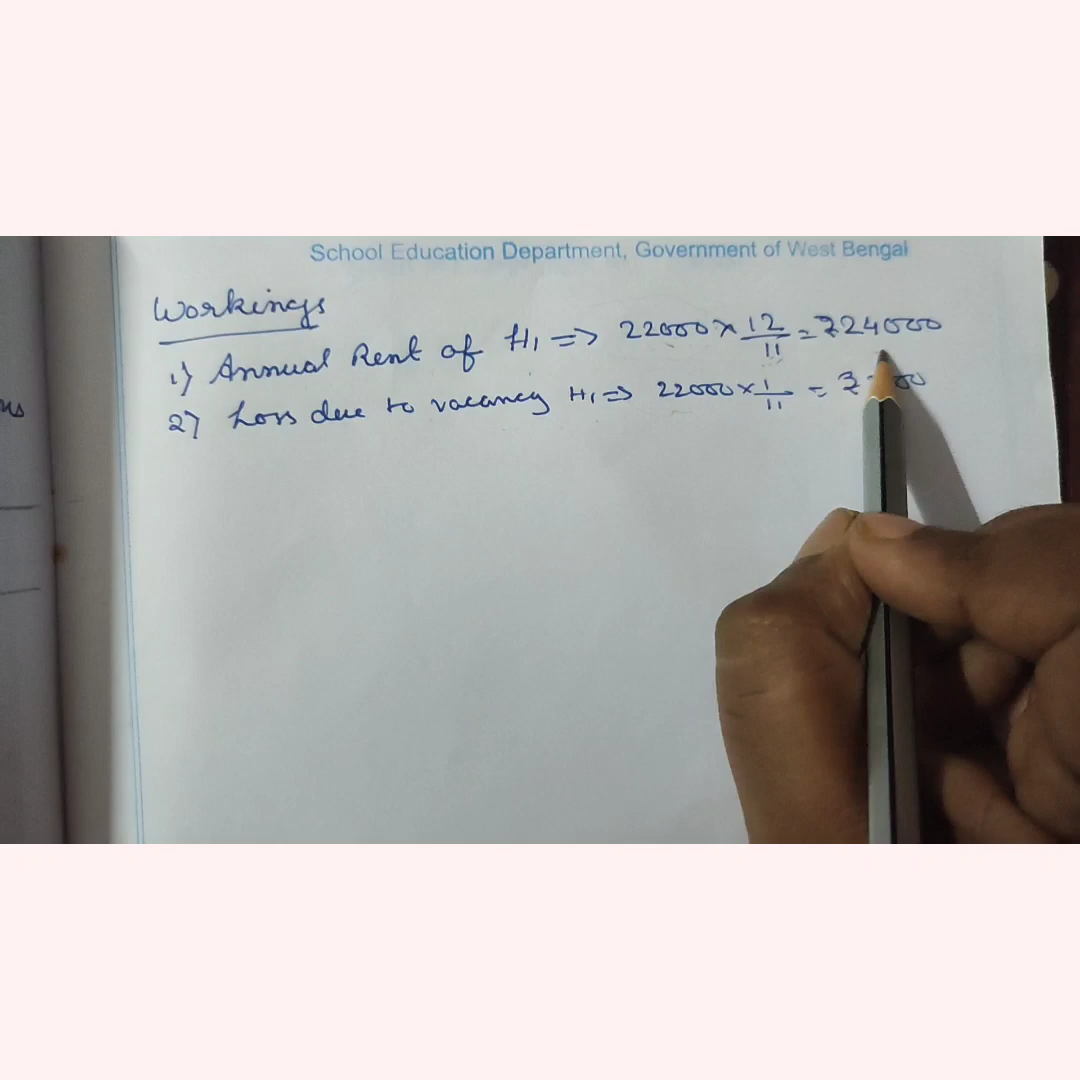 School Education Department, Government of West Bengal
Workings
1) Annual Rent of H₁ => 22000 × 12/11 = ₹24000
2) Loss due to vacancy H₁ => 22000 × 1/11 = ₹